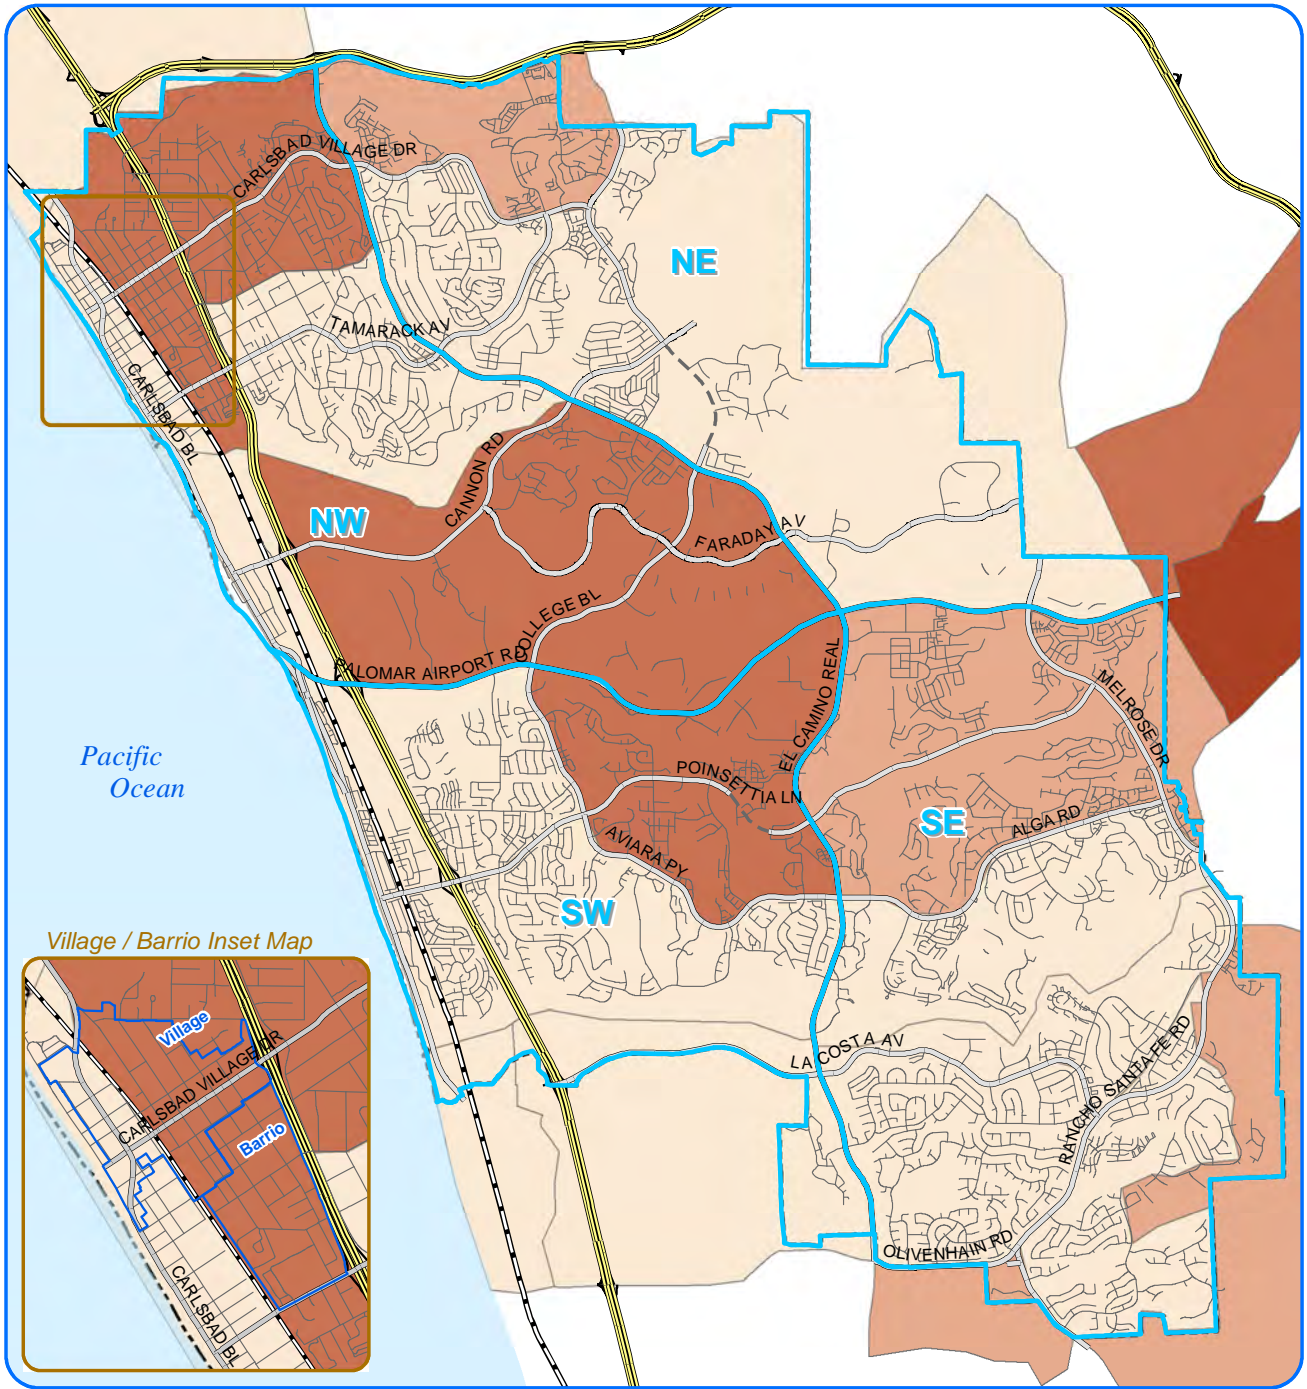 CARLSBAD VILLAGE DR
NE
TAMARACK AV
CARLSBAD BL
CANNON RD
NW
FARADAY AV
COLLEGE BL
PALOMAR AIRPORT RD
EL CAMINO REAL
MELROSE DR
Pacific
Ocean
POINSETTIA LN
SE
ALGA RD
AVIARA PY
SW
Village / Barrio Inset Map
Village
CARLSBAD VILLAGE DR
Barrio
CARLSBAD BL
LA COSTA AV
RANCHO SANTA FE RD
OLIVENHAIN RD